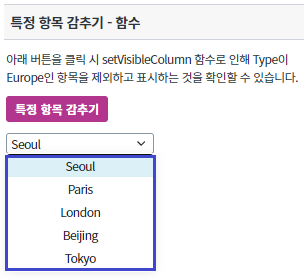 특정 항목 감추기 - 함수
아래 버튼을 클릭 시 setVisibleColumn 함수로 인해 Type이
Europe인 항목을 제외하고 표시하는 것을 확인할 수 있습니다.
특정 항목 감추기
Seoul
Seoul
Paris
London
Beijing
Tokyo